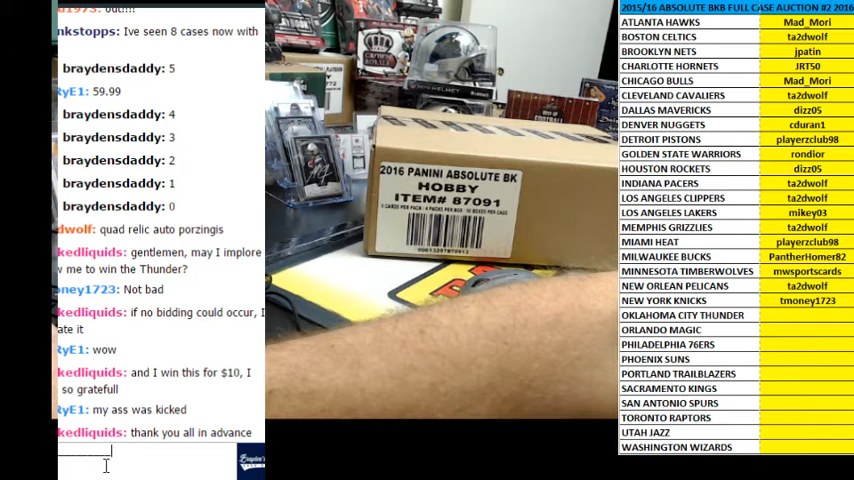 out!!!!
nkstopps: Ive seen 8 cases now with
braydensdaddy: 5
RyE1: 59.99
braydensdaddy: 4
braydensdaddy: 3
braydensdaddy: 2
braydensdaddy: 1
braydensdaddy: 0
dwolf: quad relic auto porzingis
kedliquids: gentlemen, may I implore
w me to win the Thunder?
oney1723: Not bad
kedliquids: if no bidding could occur, I
ate it
RyE1: wow
kedliquids: and I win this for $10, I
so gratefull
RyE1: my ass was kicked
kedliquids: thank you all in advance
CROWN
ROYALE
2016 PANINI ABSOLUTE BK
HOBBY
ITEM# 87091
2015/16 ABSOLUTE BKB FULL CASE AUCTION #2 2016
ATLANTA HAWKS Mad_Mori
BOSTON CELTICS ta2dwolf
BROOKLYN NETS jpatin
CHARLOTTE HORNETS JRT50
CHICAGO BULLS Mad_Mori
CLEVELAND CAVALIERS ta2dwolf
DALLAS MAVERICKS dizz05
DENVER NUGGETS cduran1
DETROIT PISTONS playerzclub98
GOLDEN STATE WARRIORS rondior
HOUSTON ROCKETS dizz05
INDIANA PACERS ta2dwolf
LOS ANGELES CLIPPERS ta2dwolf
LOS ANGELES LAKERS mikey03
MEMPHIS GRIZZLIES ta2dwolf
MIAMI HEAT playerzclub98
MILWAUKEE BUCKS PantherHomer82
MINNESOTA TIMBERWOLVES mwsportscards
NEW ORLEAN PELICANS ta2dwolf
NEW YORK KNICKS tmoney1723
OKLAHOMA CITY THUNDER
ORLANDO MAGIC
PHILADELPHIA 76ERS
PHOENIX SUNS
PORTLAND TRAILBLAZERS
SACRAMENTO KINGS
SAN ANTONIO SPURS
TORONTO RAPTORS
UTAH JAZZ
WASHINGTON WIZARDS